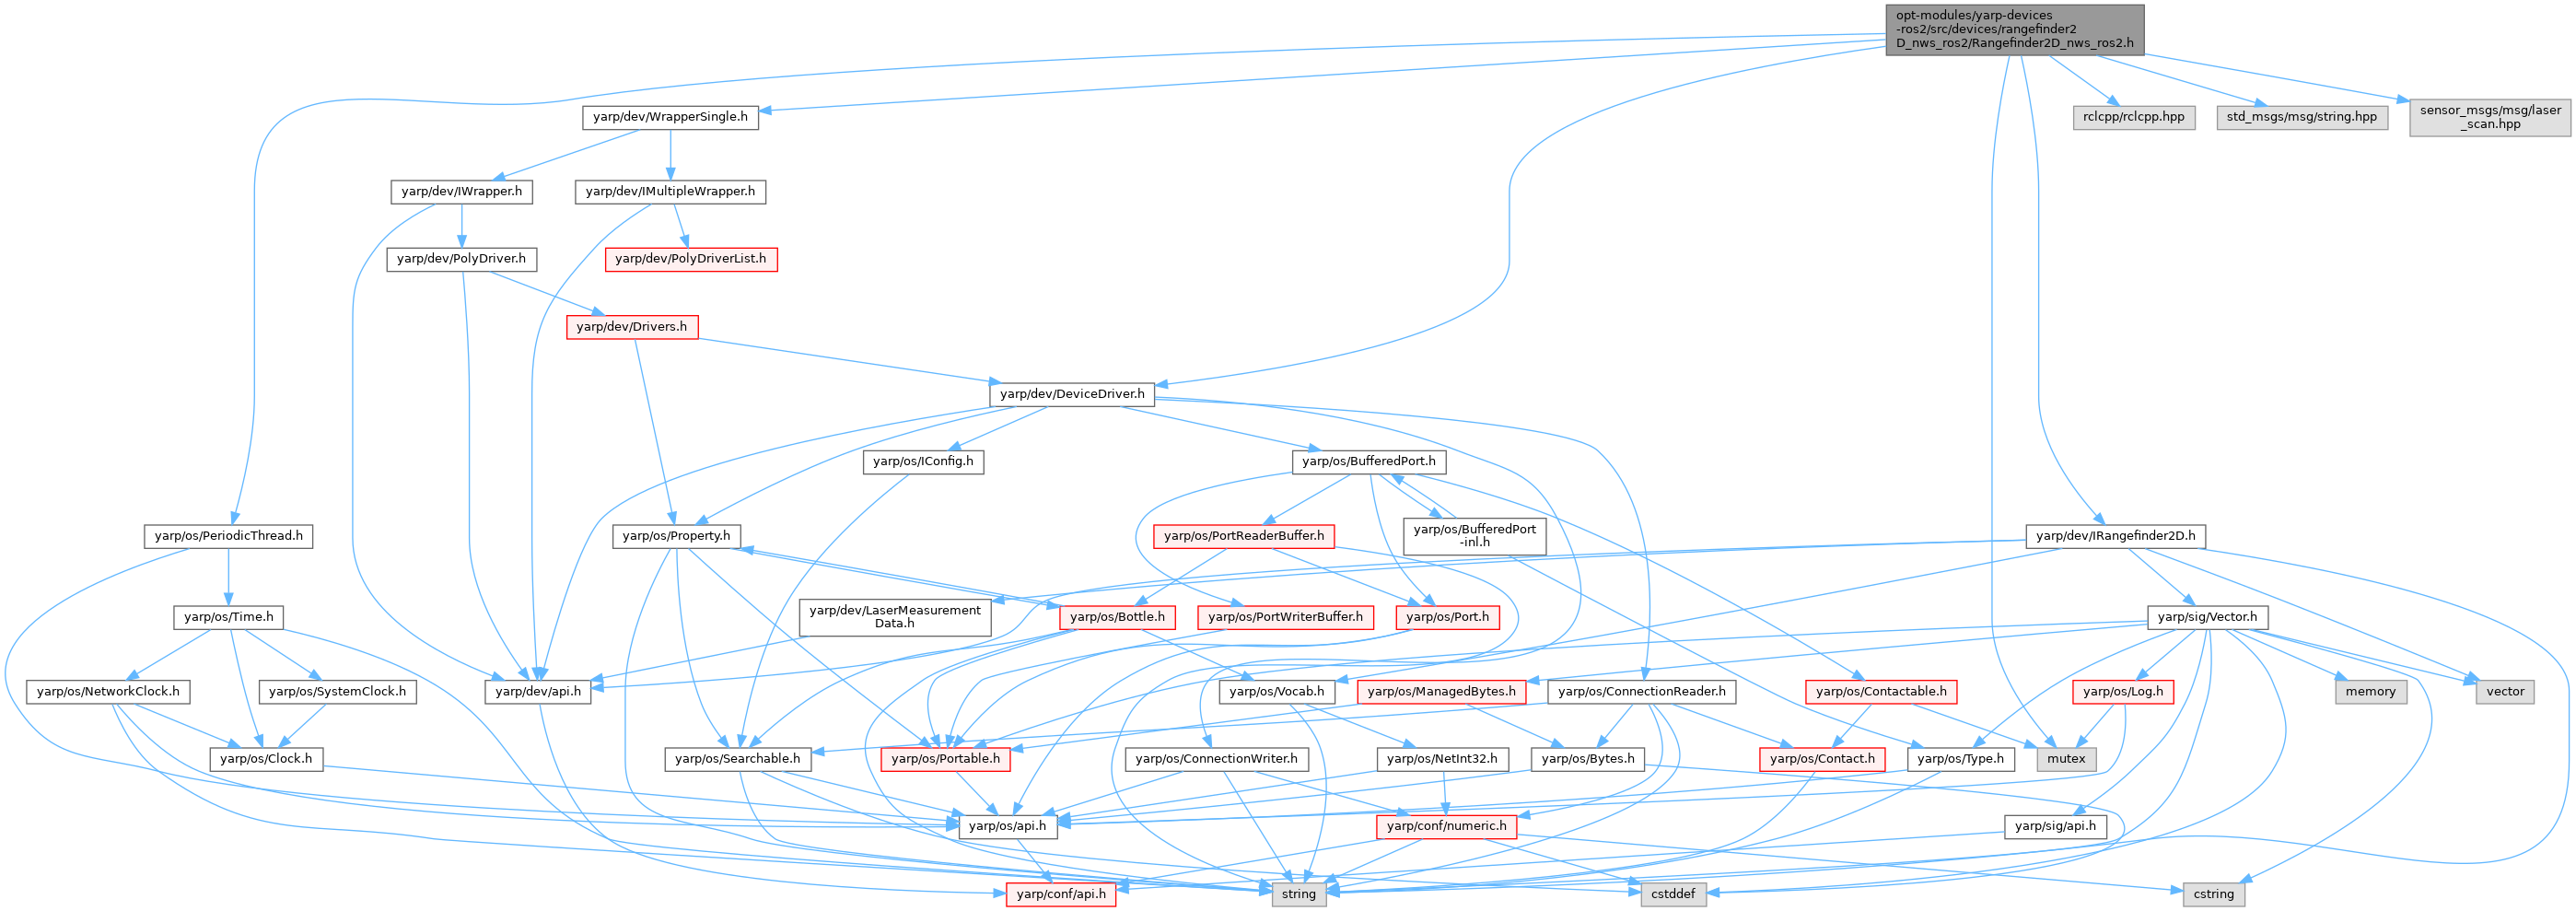 opt-modules/yarp-devices
-ros2/src/devices/rangefinder2
D_nws_ros2/Rangefinder2D_nws_ros2.h
yarp/dev/WrapperSingle.h
rclcpp/rclcpp.hpp
std_msgs/msg/string.hpp
sensor_msgs/msg/laser
_scan.hpp
yarp/dev/IWrapper.h
yarp/dev/IMultipleWrapper.h
yarp/dev/PolyDriver.h
yarp/dev/PolyDriverList.h
yarp/dev/Drivers.h
yarp/dev/DeviceDriver.h
yarp/os/IConfig.h
yarp/os/BufferedPort.h
yarp/os/PeriodicThread.h
yarp/os/Property.h
yarp/os/PortReaderBuffer.h
yarp/os/BufferedPort
-inl.h
yarp/dev/IRangefinder2D.h
yarp/os/Time.h
yarp/dev/LaserMeasurement
Data.h
yarp/os/Bottle.h
yarp/os/PortWriterBuffer.h
yarp/os/Port.h
yarp/sig/Vector.h
yarp/os/NetworkClock.h
yarp/os/SystemClock.h
yarp/dev/api.h
yarp/os/Vocab.h
yarp/os/ManagedBytes.h
yarp/os/ConnectionReader.h
yarp/os/Contactable.h
yarp/os/Log.h
memory
vector
yarp/os/Clock.h
yarp/os/Searchable.h
yarp/os/Portable.h
yarp/os/ConnectionWriter.h
yarp/os/NetInt32.h
yarp/os/Bytes.h
yarp/os/Contact.h
yarp/os/Type.h
mutex
yarp/os/api.h
yarp/conf/numeric.h
yarp/sig/api.h
yarp/conf/api.h
string
cstddef
cstring